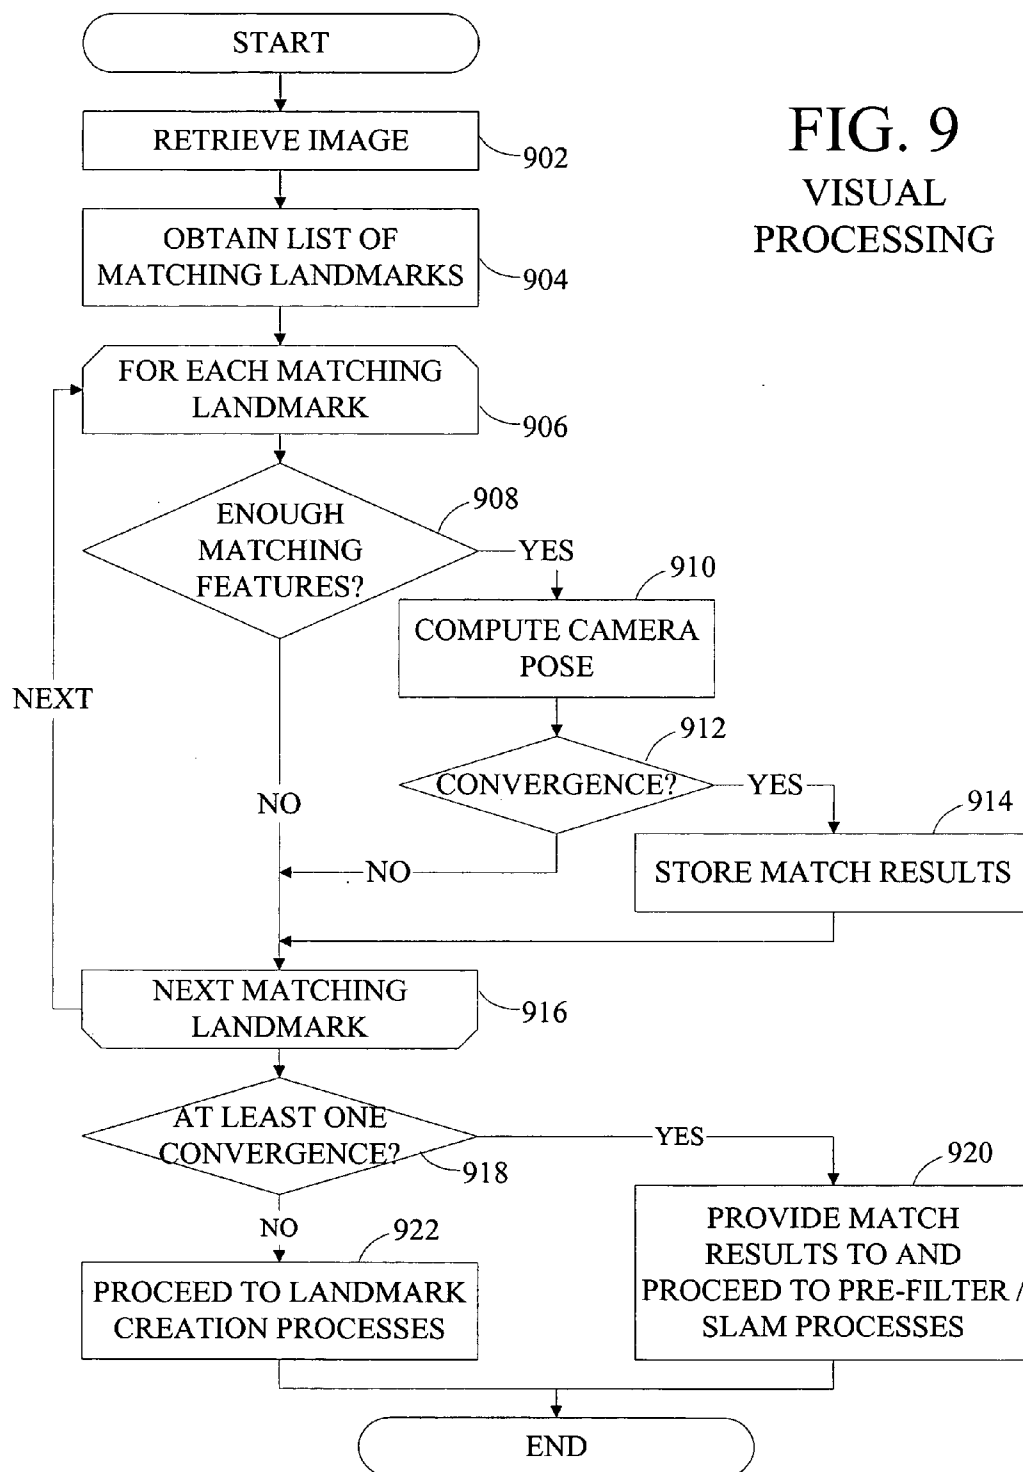 START
FIG. 9
VISUAL
PROCESSING
RETRIEVE IMAGE
902
OBTAIN LIST OF
MATCHING LANDMARKS
904
FOR EACH MATCHING
LANDMARK
906
ENOUGH
MATCHING
FEATURES?
908
YES
910
COMPUTE CAMERA
POSE
NEXT
912
CONVERGENCE?
YES
NO
914
STORE MATCH RESULTS
NO
NEXT MATCHING
LANDMARK
916
AT LEAST ONE
CONVERGENCE?
918
YES
920
NO
922
PROVIDE MATCH
RESULTS TO AND
PROCEED TO PRE-FILTER /
SLAM PROCESSES
PROCEED TO LANDMARK
CREATION PROCESSES
END